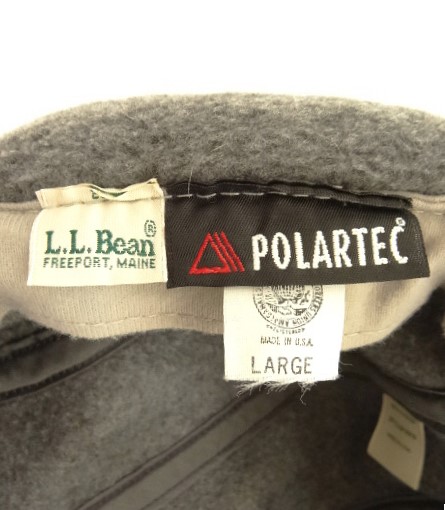 L.L.Bean®
FREEPORT, MAINE
POLARTEC®
MADE IN U.S.A.
LARGE